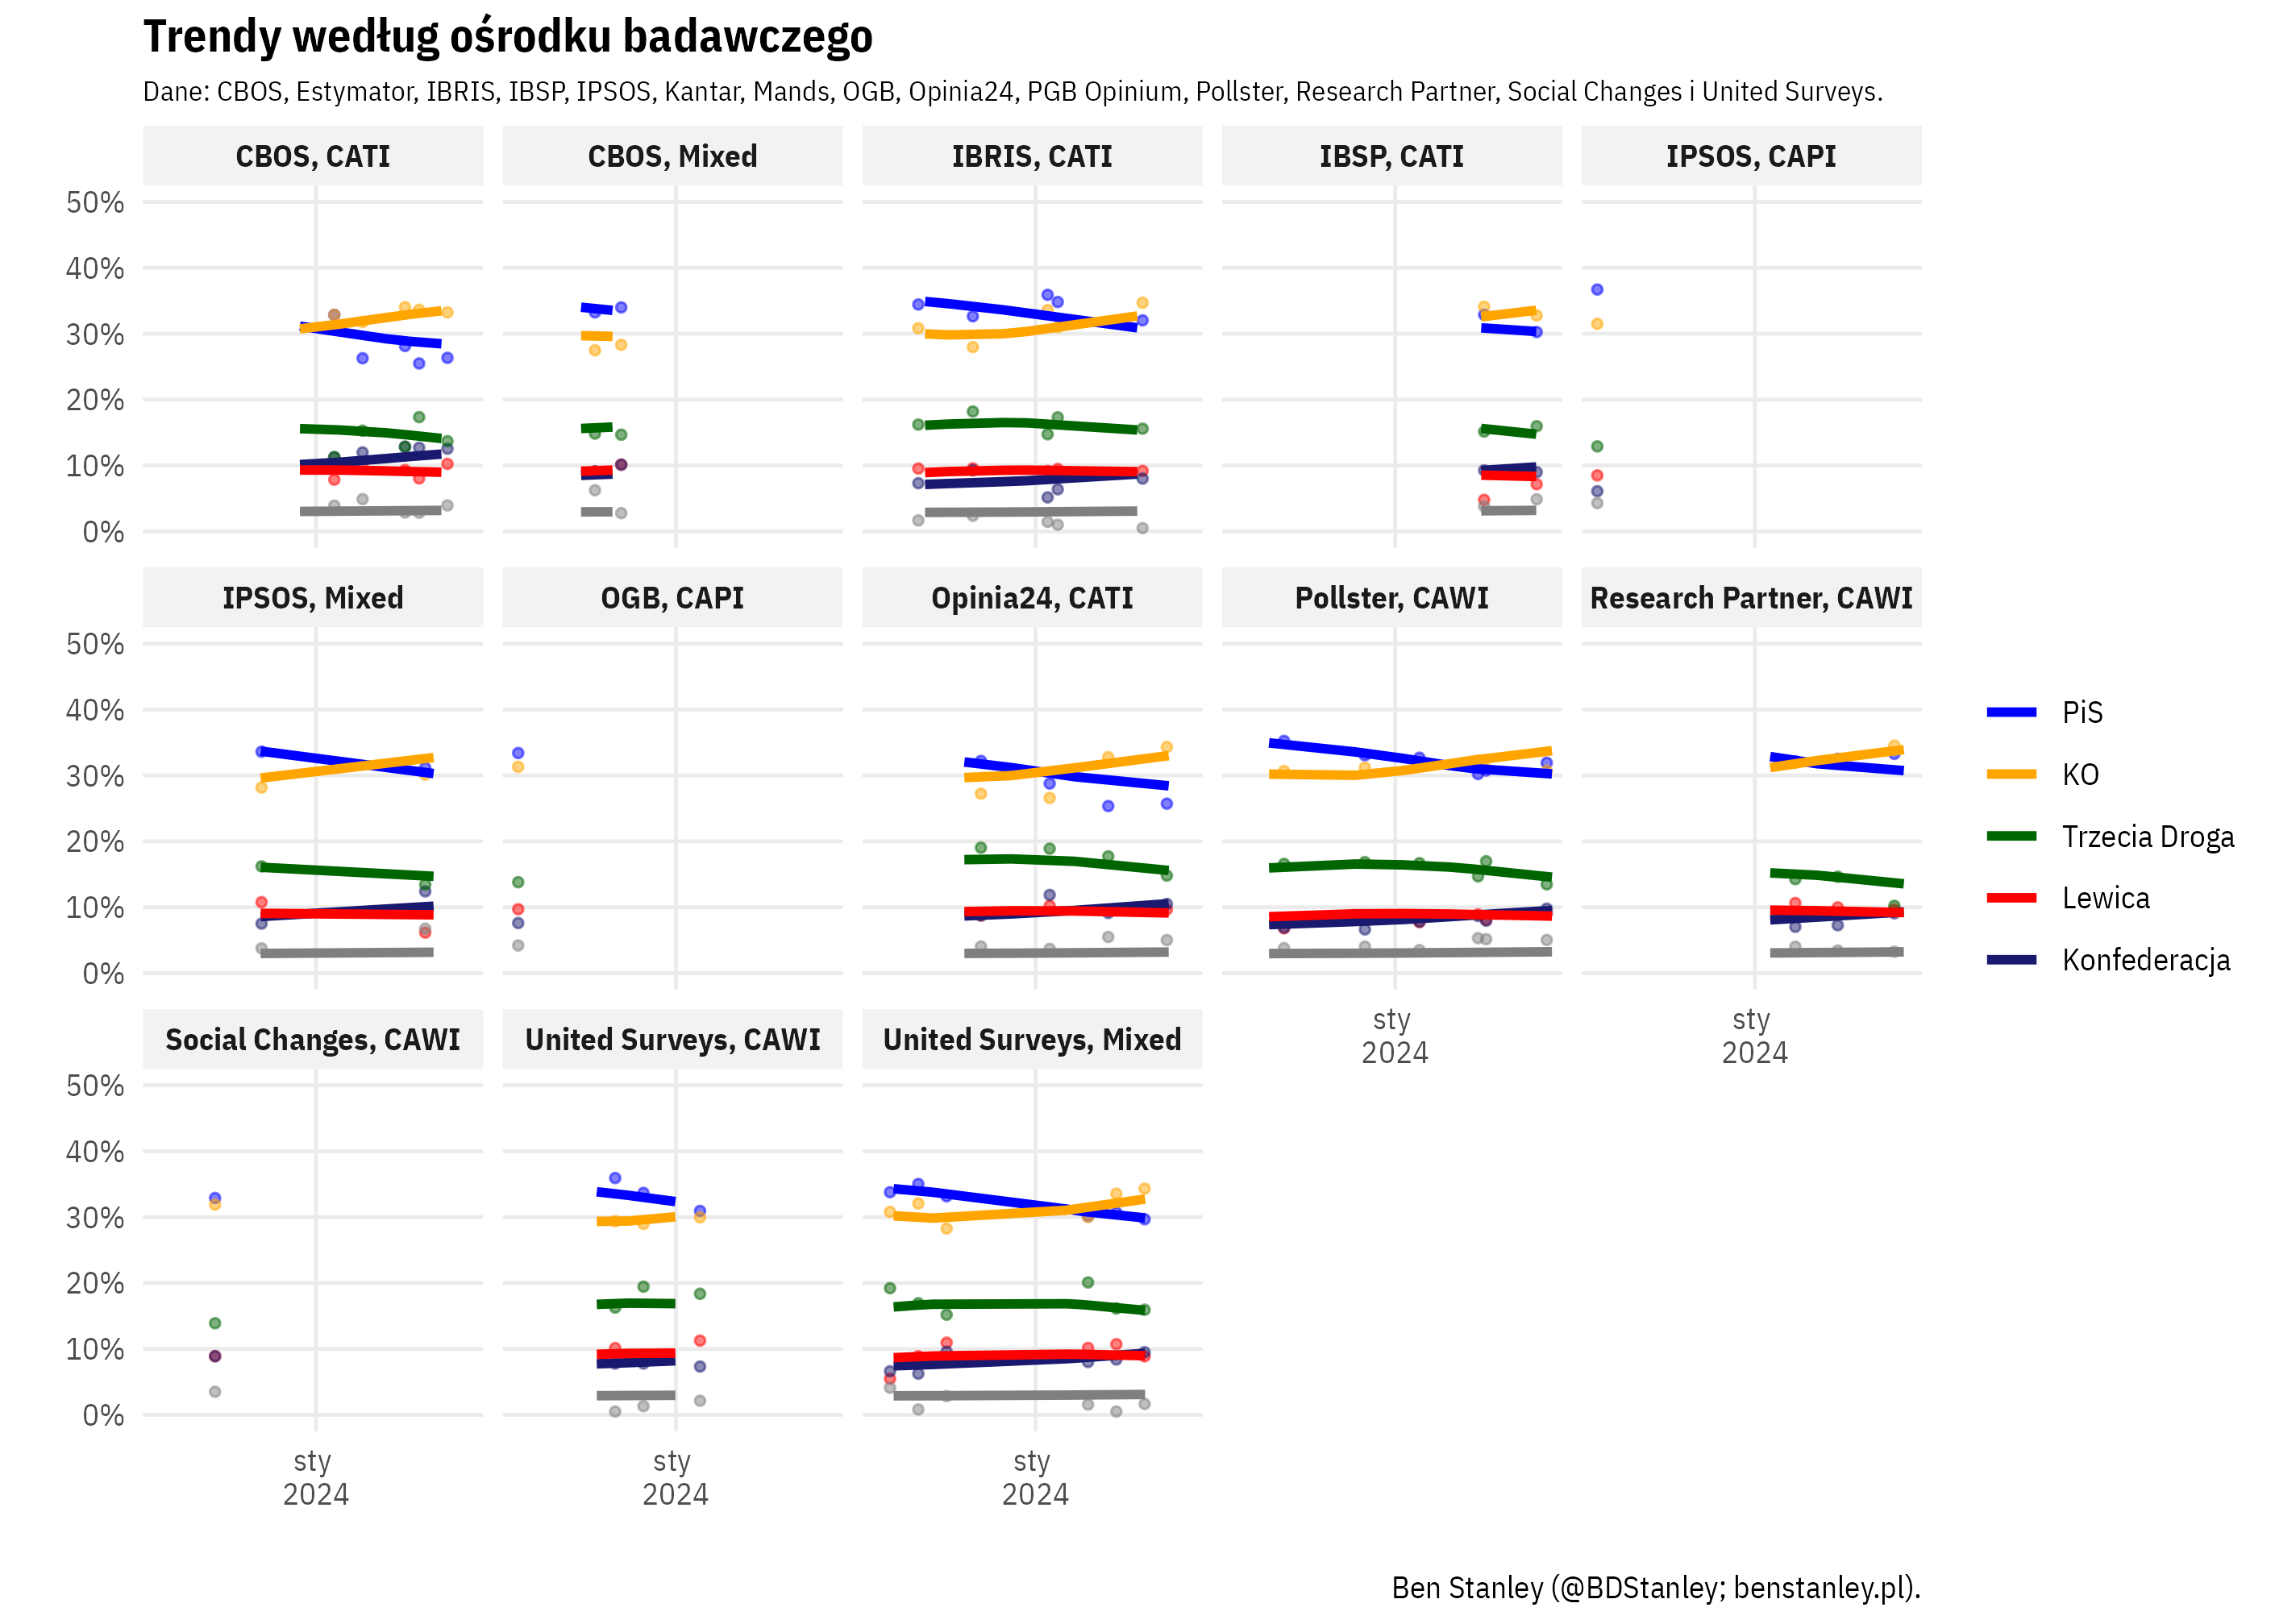 Trendy według ośrodku badawczego
Dane: CBOS, Estymator, IBRIS, IBSP, IPSOS, Kantar, Mands, OGB, Opinia24, PGB Opinium, Pollster, Research Partner, Social Changes i United Surveys.
CBOS, CATI
CBOS, Mixed
IBRIS, CATI
IBSP, CATI
IPSOS, CAPI
50%
40%
30%
20%
10%
0%
IPSOS, Mixed
OGB, CAPI
Opinia24, CATI
Pollster, CAWI
Research Partner, CAWI
50%
40%
30%
20%
10%
0%
sty
2024
sty
2024
Social Changes, CAWI
United Surveys, CAWI
United Surveys, Mixed
50%
40%
30%
20%
10%
0%
sty
2024
sty
2024
sty
2024
PiS
KO
Trzecia Droga
Lewica
Konfederacja
Ben Stanley (@BDStanley; benstanley.pl).